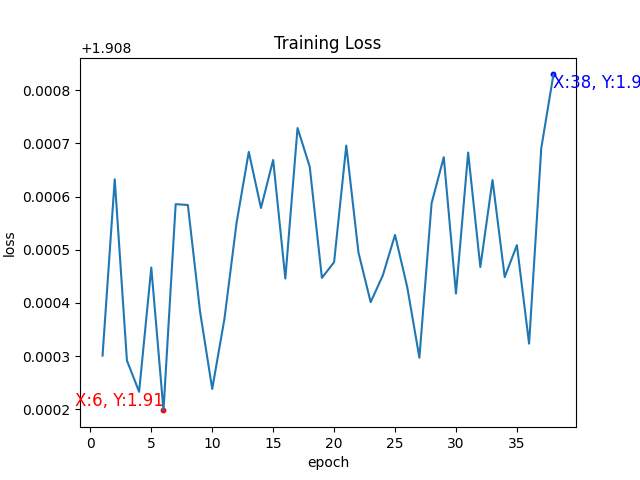 Training Loss
+1.908
0.0008
0.0007
0.0006
0.0005
0.0004
0.0003
0.0002
loss
X:38, Y:1.9
X:6, Y:1.91
0 5 10 15 20 25 30 35
epoch